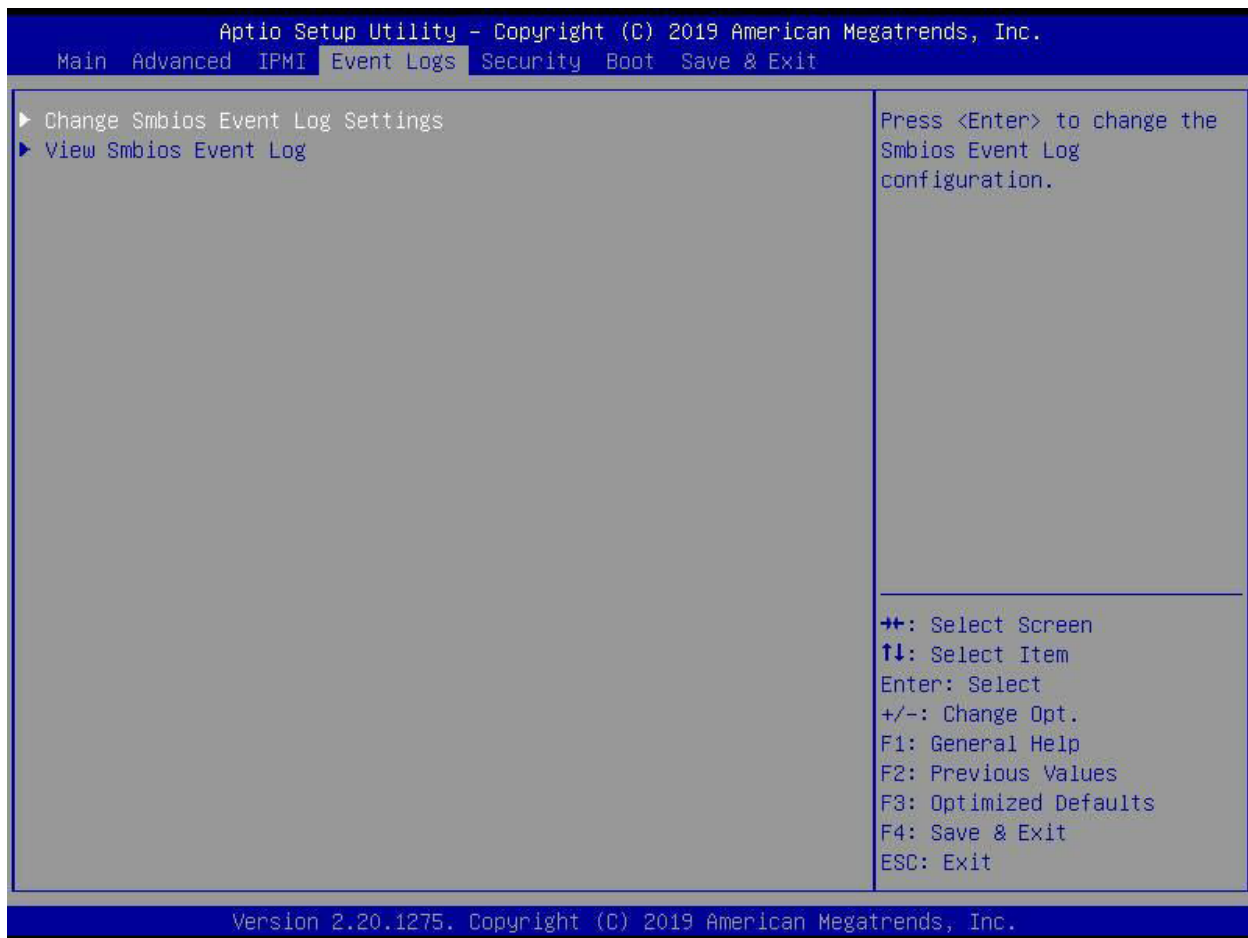 Aptio Setup Utility – Copyright (C) 2019 American Megatrends, Inc.
Main Advanced IPMI Event Logs Security Boot Save & Exit
▶ Change Smbios Event Log Settings
▶ View Smbios Event Log
Press <Enter> to change the
Smbios Event Log
configuration.
→←: Select Screen
↑↓: Select Item
Enter: Select
+/-: Change Opt.
F1: General Help
F2: Previous Values
F3: Optimized Defaults
F4: Save & Exit
ESC: Exit
Version 2.20.1275. Copyright (C) 2019 American Megatrends, Inc.